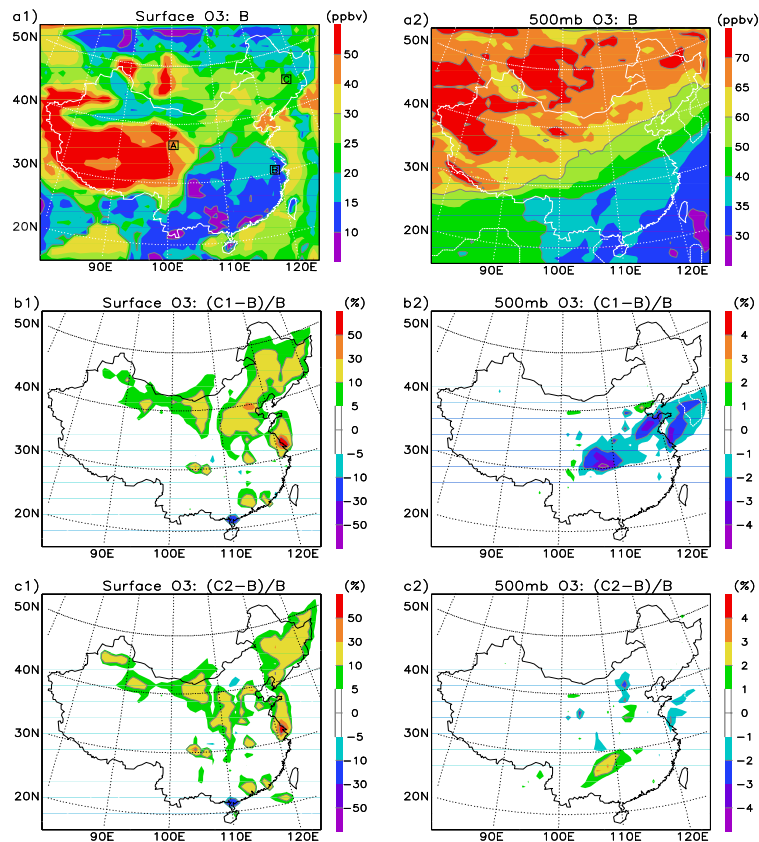 a1) Surface O3: B (ppbv)
50N
40N
30N
20N
90E 100E 110E 120E
50
40
35
30
25
20
15
10
A
B
C
a2) 500mb O3: B (ppbv)
90E 100E 110E 120E
70
65
60
50
45
40
35
30
b1) Surface O3: (C1−B)/B (%)
50N
40N
30N
20N
90E 100E 110E 120E
50
30
10
5
0
−5
−10
−30
−50
b2) 500mb O3: (C1−B)/B (%)
50N
40N
30N
20N
90E 100E 110E 120E
4
3
2
1
0
−1
−2
−3
−4
c1) Surface O3: (C2−B)/B (%)
50N
40N
30N
20N
90E 100E 110E 120E
50
30
10
5
0
−5
−10
−30
−50
c2) 500mb O3: (C2−B)/B (%)
50N
40N
30N
20N
90E 100E 110E 120E
4
3
2
1
0
−1
−2
−3
−4